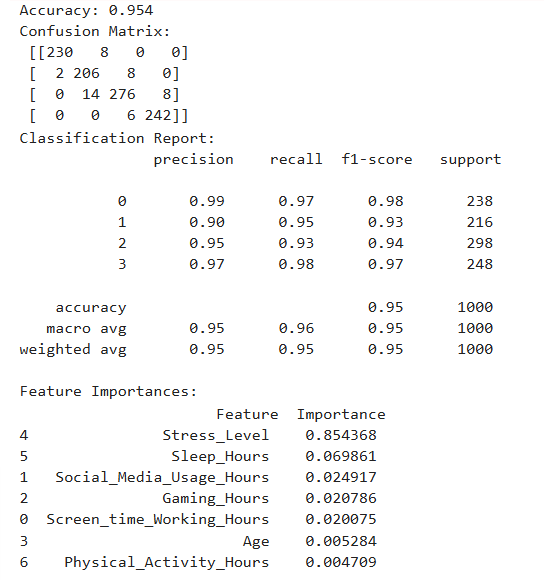 Accuracy: 0.954
Confusion Matrix:
[[230 8 0 0]
[ 2 206 8 0]
[ 0 14 276 8]
[ 0 0 6 242]]
Classification Report:
precision recall f1-score support
0 0.99 0.97 0.98 238
1 0.90 0.95 0.93 216
2 0.95 0.93 0.94 298
3 0.97 0.98 0.97 248
accuracy 0.95 1000
macro avg 0.95 0.96 0.95 1000
weighted avg 0.95 0.95 0.95 1000
Feature Importances:
Feature Importance
4 Stress_Level 0.854368
5 Sleep_Hours 0.069861
1 Social_Media_Usage_Hours 0.024917
2 Gaming_Hours 0.020786
0 Screen_time_Working_Hours 0.020075
3 Age 0.005284
6 Physical_Activity_Hours 0.004709